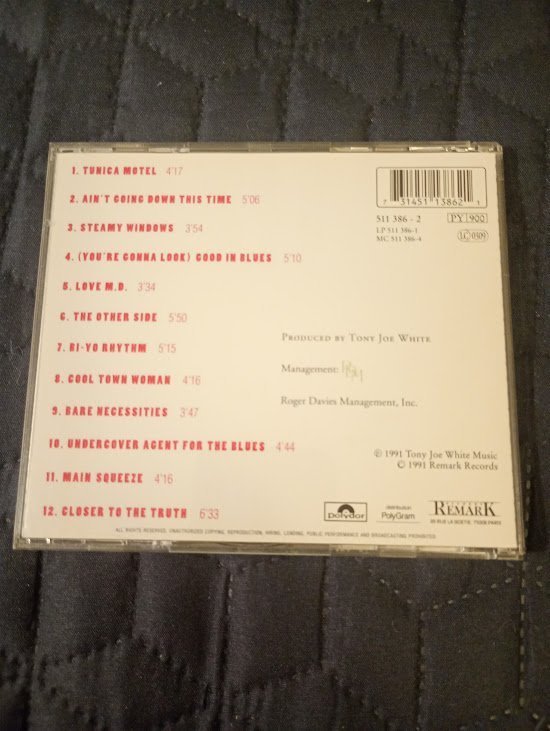 1. TUNICA MOTEL 4'17
2. AIN'T GOING DOWN THIS TIME 5'06
3. STEAMY WINDOWS 3'54
4. (YOU'RE GONNA LOOK) GOOD IN BLUES 5'10
5. LOVE M.D. 3'34
6. THE OTHER SIDE 5'50
7. BI-YO RHYTHM 5'15
8. COOL TOWN WOMAN 4'16
9. BARE NECESSITIES 3'47
10. UNDERCOVER AGENT FOR THE BLUES 4'44
11. MAIN SQUEEZE 4'16
12. CLOSER TO THE TRUTH 6'33
7 31451 13862 1
511 386 - 2 PY 900
LP 511 386-1
MC 511 386-4
LC 0309
PRODUCED BY TONY JOE WHITE
Management:
Roger Davies Management, Inc.
℗ 1991 Tony Joe White Music
© 1991 Remark Records
polydor
distribution
PolyGram
REMARK
ALL RIGHTS RESERVED. UNAUTHORIZED COPYING, REPRODUCTION, HIRING, LENDING, PUBLIC PERFORMANCE AND BROADCASTING PROHIBITED.